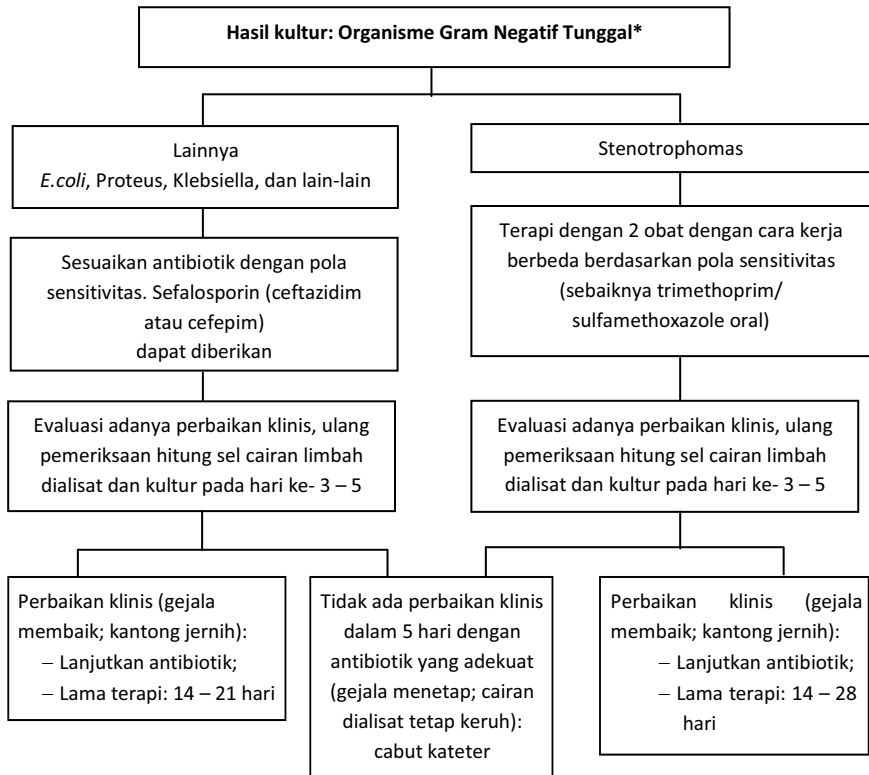 Hasil kultur: Organisme Gram Negatif Tunggal*
Lainnya
E.coli, Proteus, Klebsiella, dan lain-lain
Stenotrophomas
Sesuaikan antibiotik dengan pola
sensitivitas. Sefalosporin (ceftazidim
atau cefepim)
dapat diberikan
Terapi dengan 2 obat dengan cara kerja
berbeda berdasarkan pola sensitivitas
(sebaiknya trimethoprim/
sulfamethoxazole oral)
Evaluasi adanya perbaikan klinis, ulang
pemeriksaan hitung sel cairan limbah
dialisat dan kultur pada hari ke- 3 – 5
Evaluasi adanya perbaikan klinis, ulang
pemeriksaan hitung sel cairan limbah
dialisat dan kultur pada hari ke- 3 – 5
Perbaikan klinis (gejala
membaik; kantong jernih):
– Lanjutkan antibiotik;
– Lama terapi: 14 – 21 hari
Tidak ada perbaikan klinis
dalam 5 hari dengan
antibiotik yang adekuat
(gejala menetap; cairan
dialisat tetap keruh):
cabut kateter
Perbaikan klinis (gejala
membaik; kantong jernih):
– Lanjutkan antibiotik;
– Lama terapi: 14 – 28
hari